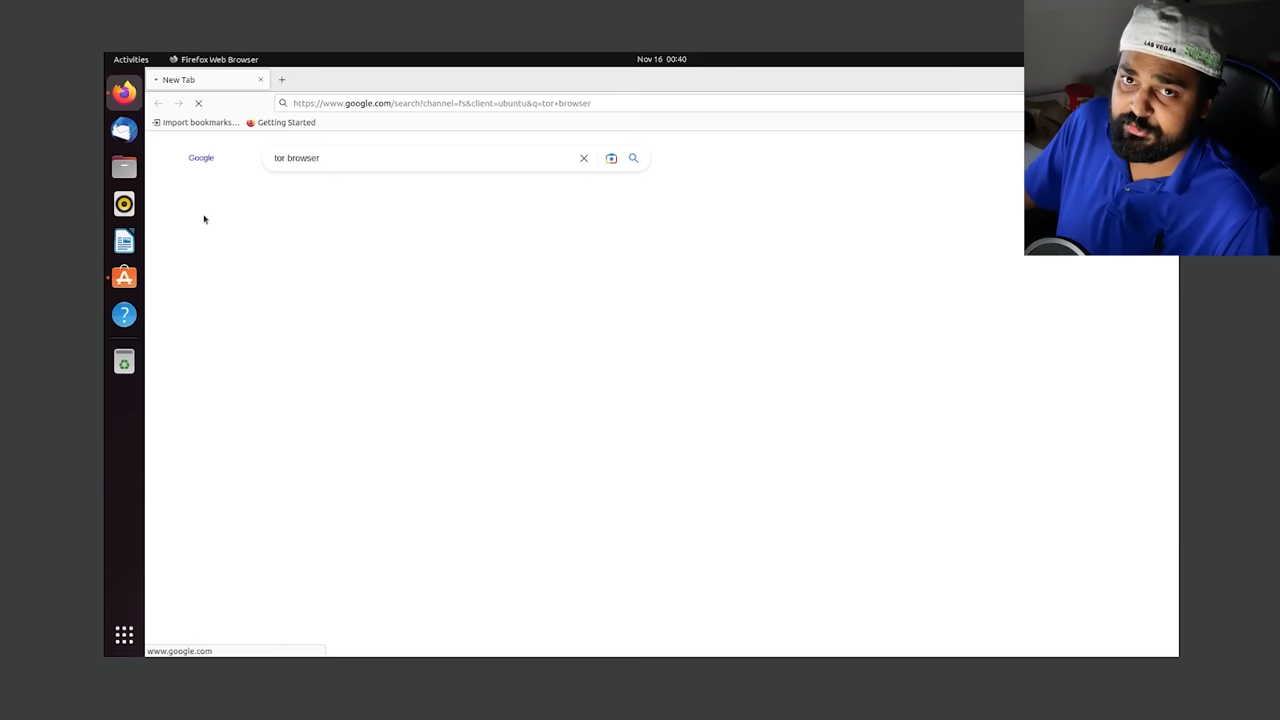 Activities
Firefox Web Browser
Nov 16 00:40
New Tab
https://www.google.com/search?channel=fs&client=ubuntu&q=tor+browser
Import bookmarks...
Getting Started
Google
tor browser
www.google.com
LAS VEGAS